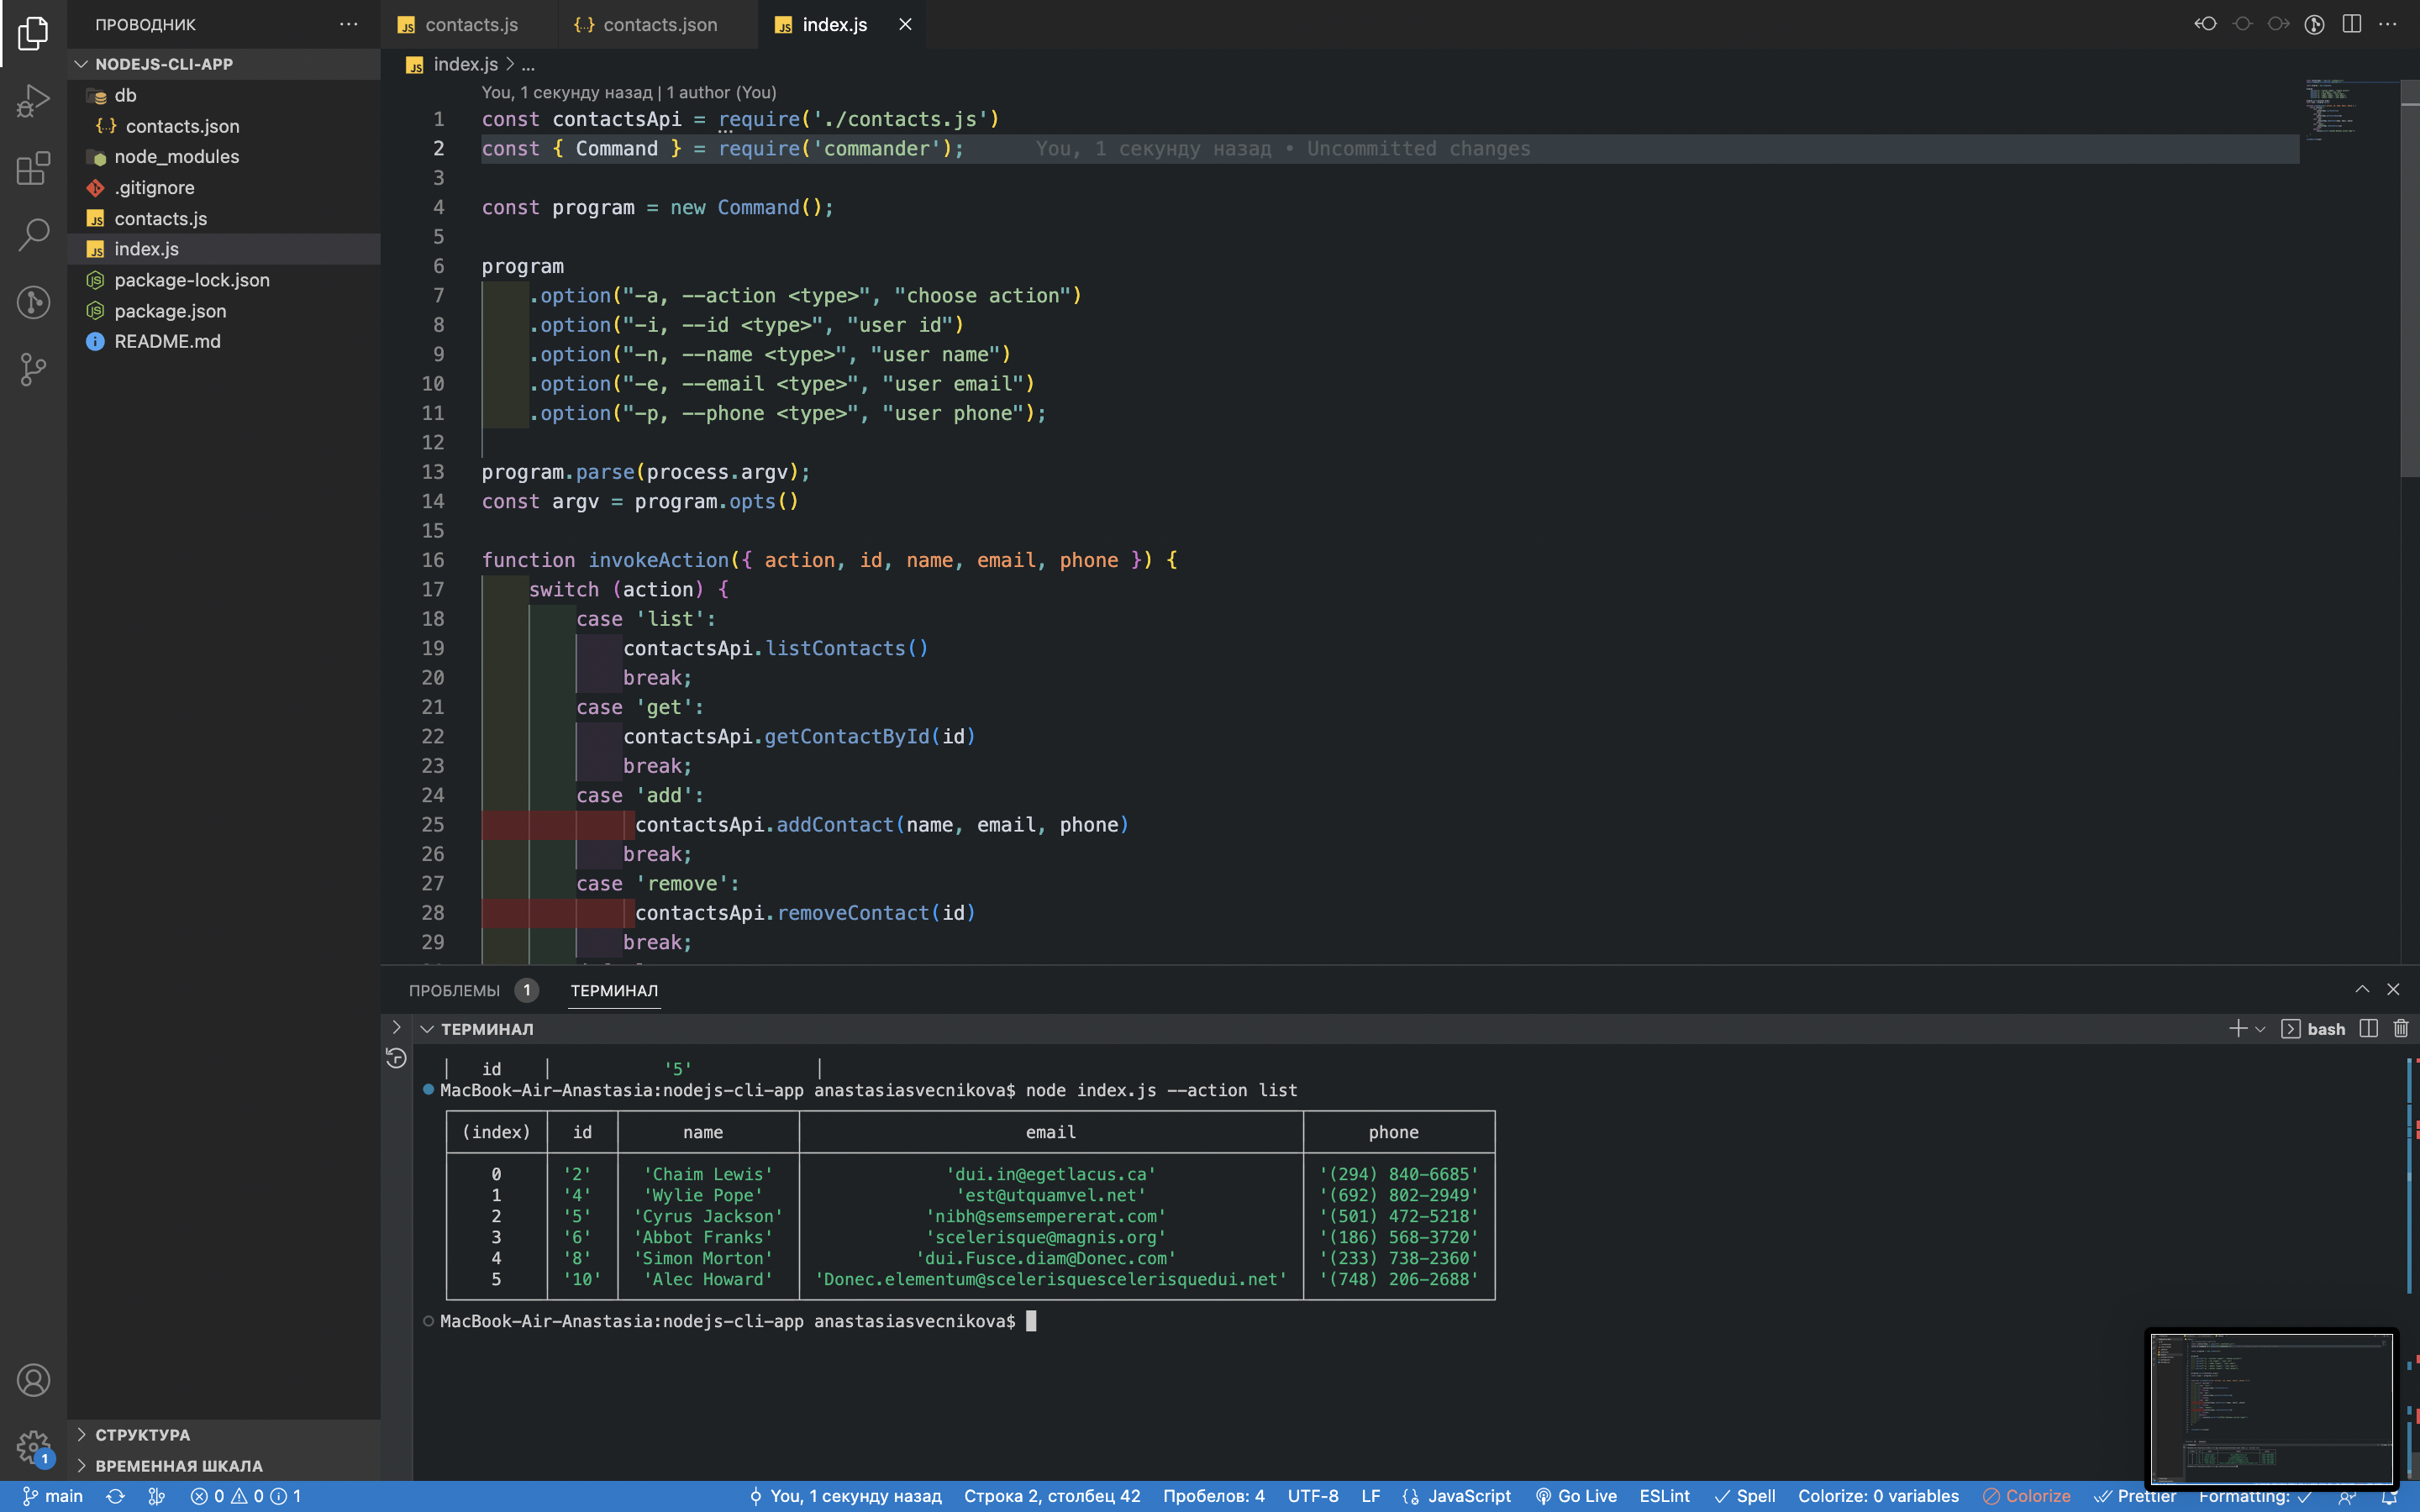 ПРОВОДНИК
NODEJS-CLI-APP
db
contacts.json
node_modules
.gitignore
contacts.js
index.js
package-lock.json
package.json
README.md
СТРУКТУРА
ВРЕМЕННАЯ ШКАЛА
1
contacts.js
contacts.json
index.js
index.js > ...
You, 1 секунду назад | 1 author (You)
1 const contactsApi = require('./contacts.js')
2 const { Command } = require('commander'); You, 1 секунду назад • Uncommitted changes
3
4 const program = new Command();
5
6 program
7 .option("-a, --action <type>", "choose action")
8 .option("-i, --id <type>", "user id")
9 .option("-n, --name <type>", "user name")
10 .option("-e, --email <type>", "user email")
11 .option("-p, --phone <type>", "user phone");
12
13 program.parse(process.argv);
14 const argv = program.opts()
15
16 function invokeAction({ action, id, name, email, phone }) {
17 switch (action) {
18 case 'list':
19 contactsApi.listContacts()
20 break;
21 case 'get':
22 contactsApi.getContactById(id)
23 break;
24 case 'add':
25 contactsApi.addContact(name, email, phone)
26 break;
27 case 'remove':
28 contactsApi.removeContact(id)
29 break;
ПРОБЛЕМЫ 1 ТЕРМИНАЛ
ТЕРМИНАЛ
bash
id '5'
MacBook-Air-Anastasia:nodejs-cli-app anastasiasvecnikova$ node index.js --action list
(index) id name email phone
0 '2' 'Chaim Lewis' 'dui.in@egetlacus.ca' '(294) 840-6685'
1 '4' 'Wylie Pope' 'est@utquamvel.net' '(692) 802-2949'
2 '5' 'Cyrus Jackson' 'nibh@semsempererat.com' '(501) 472-5218'
3 '6' 'Abbot Franks' 'scelerisque@magnis.org' '(186) 568-3720'
4 '8' 'Simon Morton' 'dui.Fusce.diam@Donec.com' '(233) 738-2360'
5 '10' 'Alec Howard' 'Donec.elementum@scelerisquescelerisquedui.net' '(748) 206-2688'
MacBook-Air-Anastasia:nodejs-cli-app anastasiasvecnikova$
main 0 0 1 You, 1 секунду назад Строка 2, столбец 42 Пробелов: 4 UTF-8 LF JavaScript Go Live ESLint Spell Colorize: 0 variables Colorize Prettier Formatting: